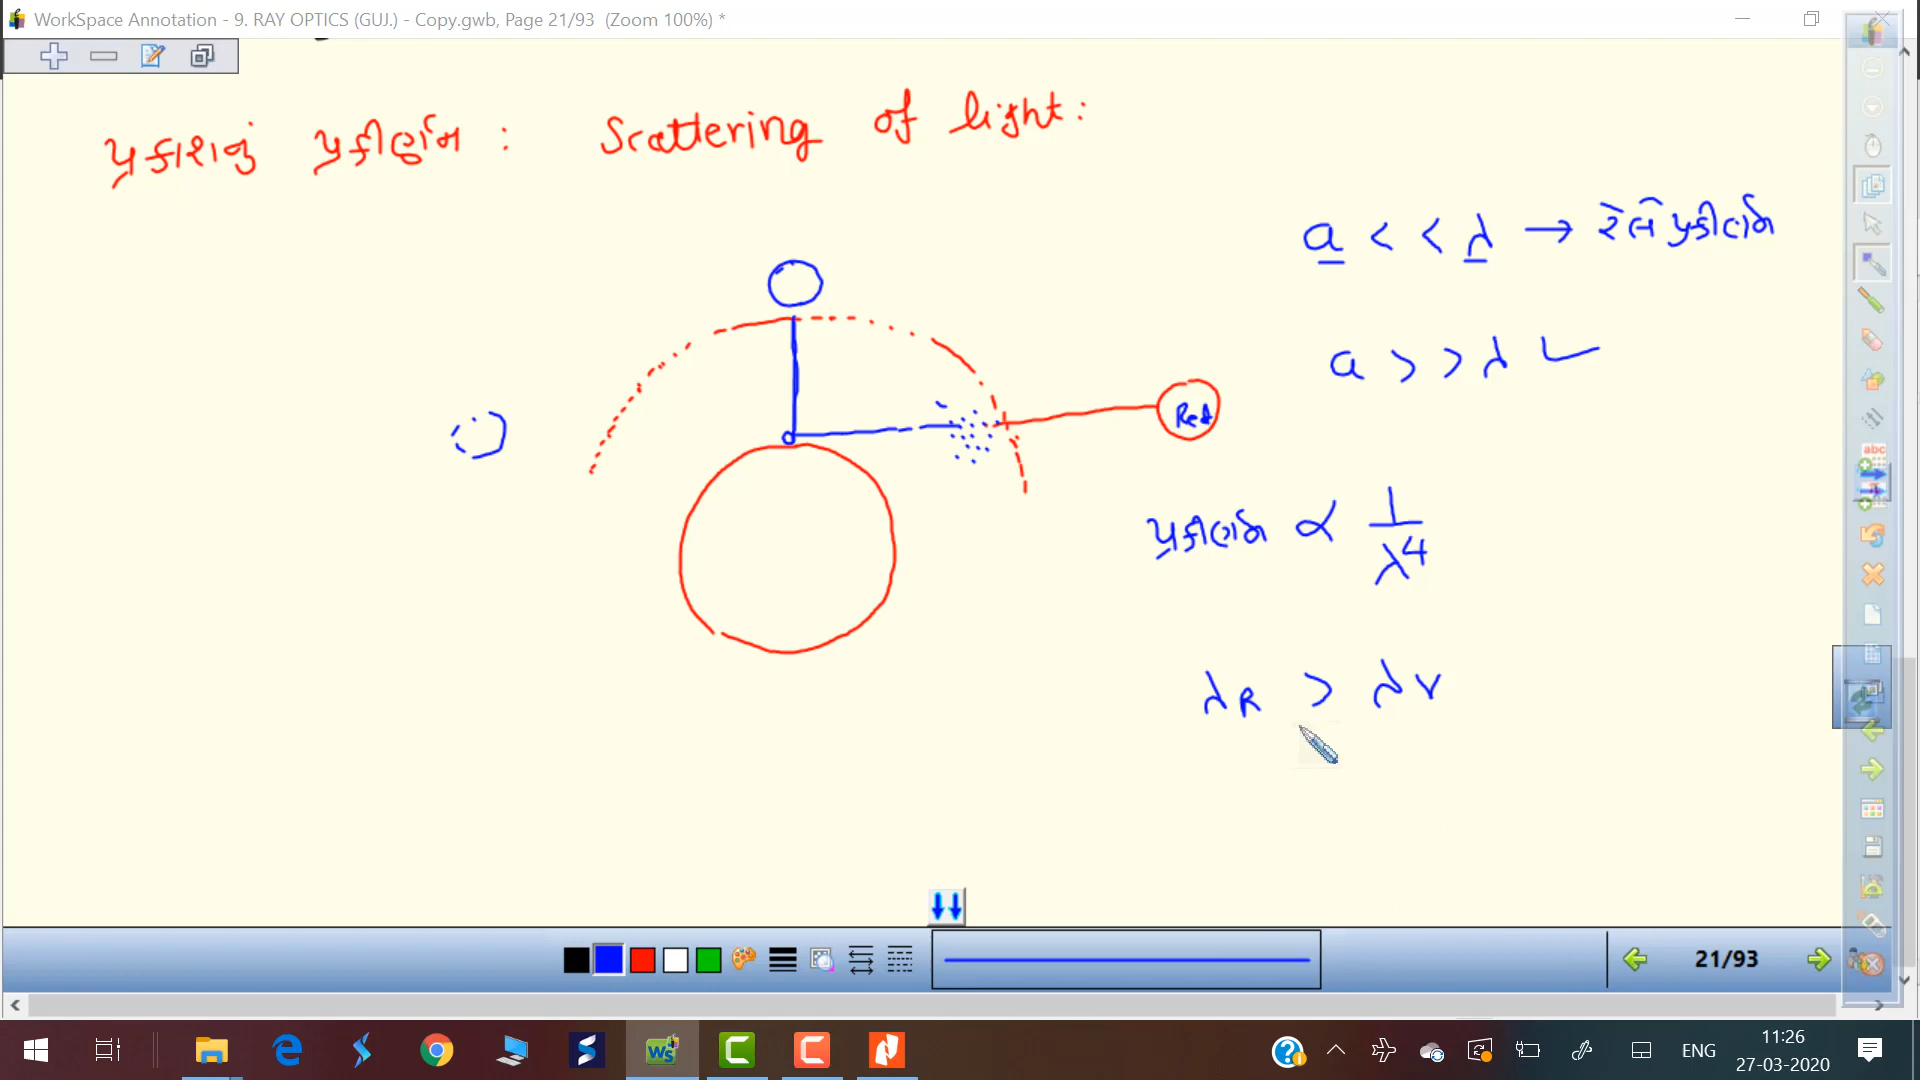 WorkSpace Annotation - 9. RAY OPTICS (GUJ.) - Copy.gwb, Page 21/93 (Zoom 100%) *
પ્રકાશનું પ્રકીર્ણન : Scattering of light:
a < < λ → રેલે પ્રકીર્ણન
a > > λ
Red
પ્રકીર્ણન ∝ 1/λ⁴
λR > λV
abc
21/93
ENG
11:26
27-03-2020